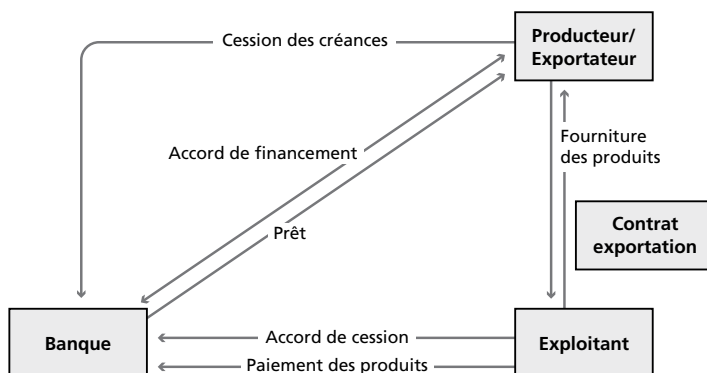 Cession des créances
Producteur/
Exportateur
Accord de financement
Fourniture
des produits
Prêt
Contrat
exportation
Banque
Accord de cession
Paiement des produits
Exploitant